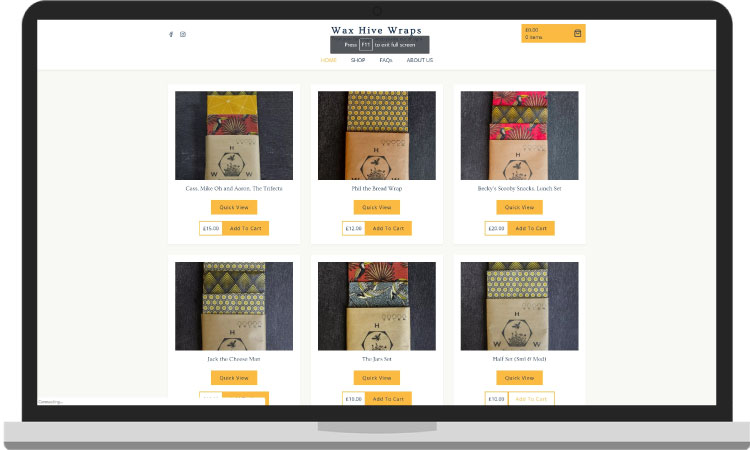 Wax Hive Wraps
£0.00
0 items
Press F11 to exit full screen
HOME SHOP FAQs ABOUT US
Cass, Mike Oh and Aaron, The Trifecta
Phil the Bread Wrap
Becky's Scooby Snacks, Lunch Set
Quick View
Quick View
Quick View
£15.00 Add To Cart
£12.00 Add To Cart
£20.00 Add To Cart
H
W W
H
W W
H
W W
Jack the Cheese Man
The Jars Set
Half Set (Sml & Med)
Quick View
Quick View
Quick View
£10.00 Add To Cart
£10.00 Add To Cart
Connecting...